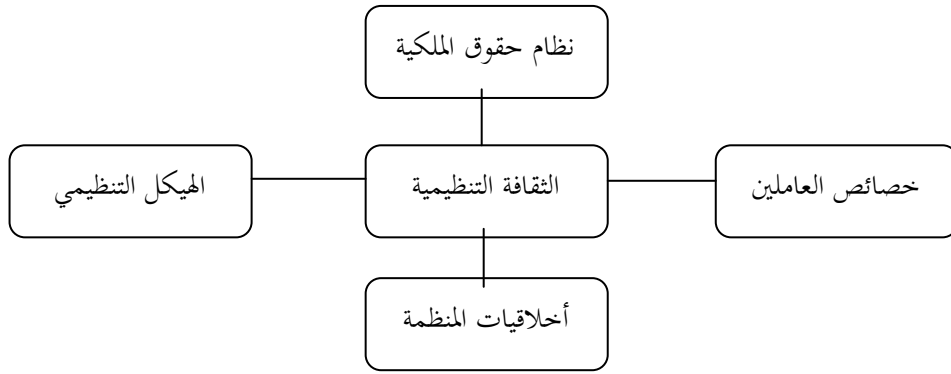 نظام حقوق الملكية
خصائص العاملين
الثقافة التنظيمية
الهيكل التنظيمي
أخلاقيات المنظمة